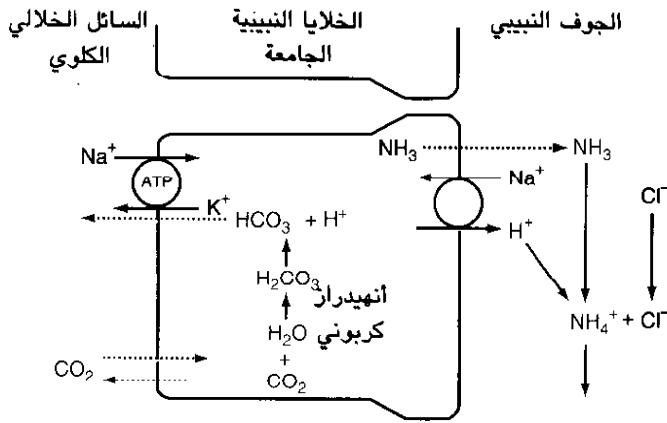 الجوف النبيبي
الخلايا النبيبية
الجامعة
السائل الخلالي
الكلوي
NH₃
NH₃
Na⁺
ATP
Na⁺
K⁺
Cl⁻
HCO₃⁻ + H⁺
H⁺
H₂CO₃
أنهيدراز
كربوني
H₂O
+
CO₂
NH₄⁺ + Cl⁻
CO₂